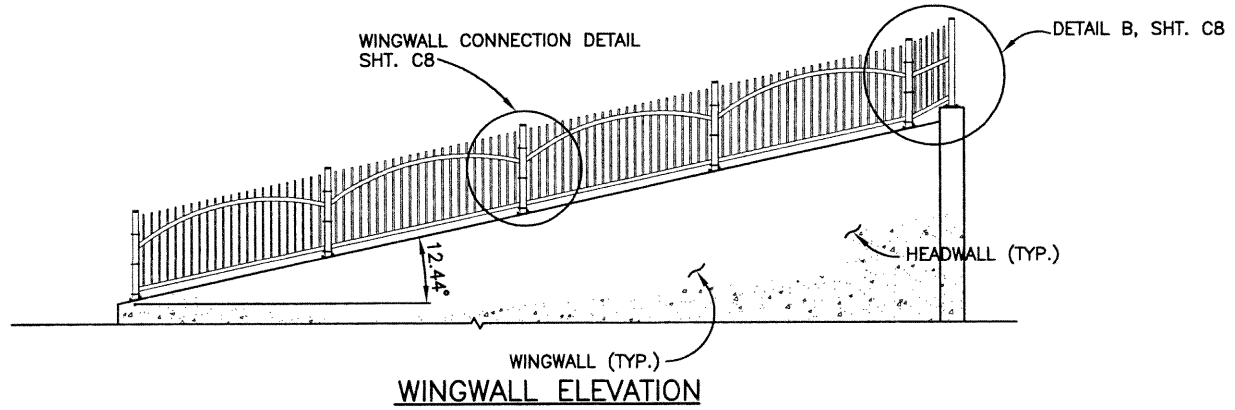 WINGWALL CONNECTION DETAIL
SHT. C8
DETAIL B, SHT. C8
12.44°
HEADWALL (TYP.)
WINGWALL (TYP.)
WINGWALL ELEVATION